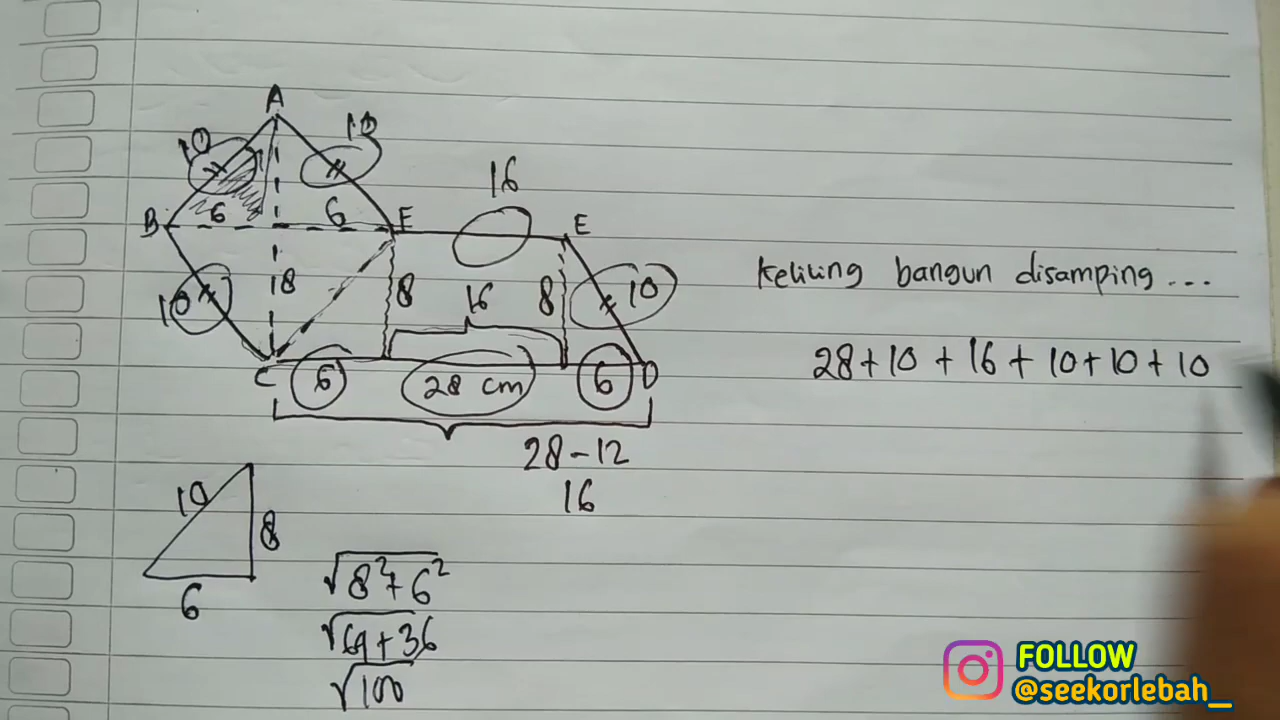 A
10 10
16
B 6 6 F E
18 8 16 8 10
10
C 6 28 cm 6 D
28 - 12
16
Keliling bangun disamping ...
28 + 10 + 16 + 10 + 10 + 10
10 8
6
√8² + 6²
√64 + 36
√100
FOLLOW
@seekorlebah_